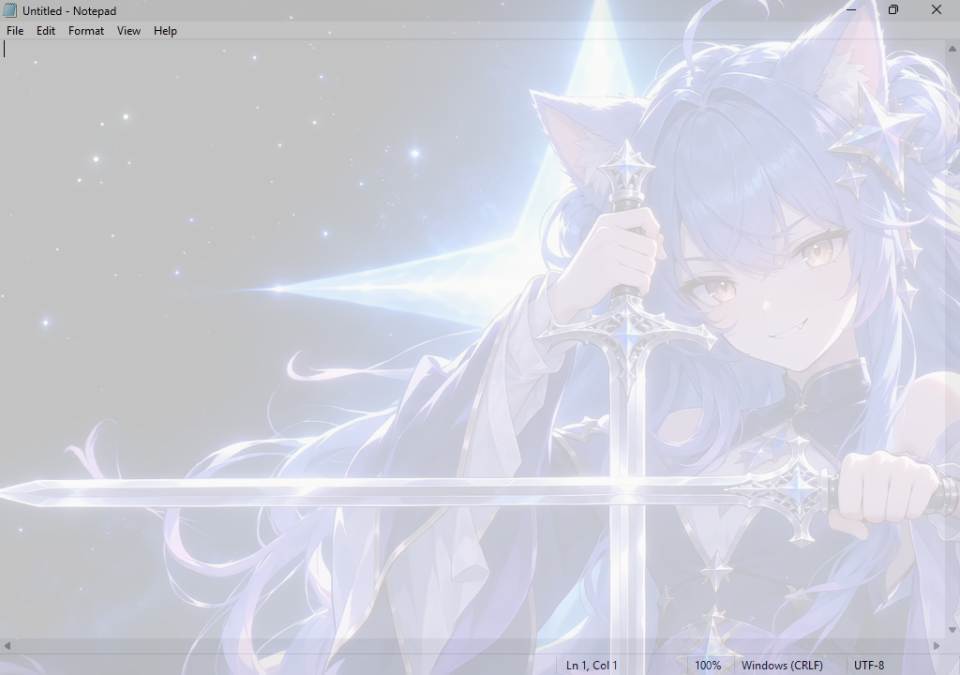 Untitled - Notepad
File Edit Format View Help
Ln 1, Col 1 100% Windows (CRLF) UTF-8